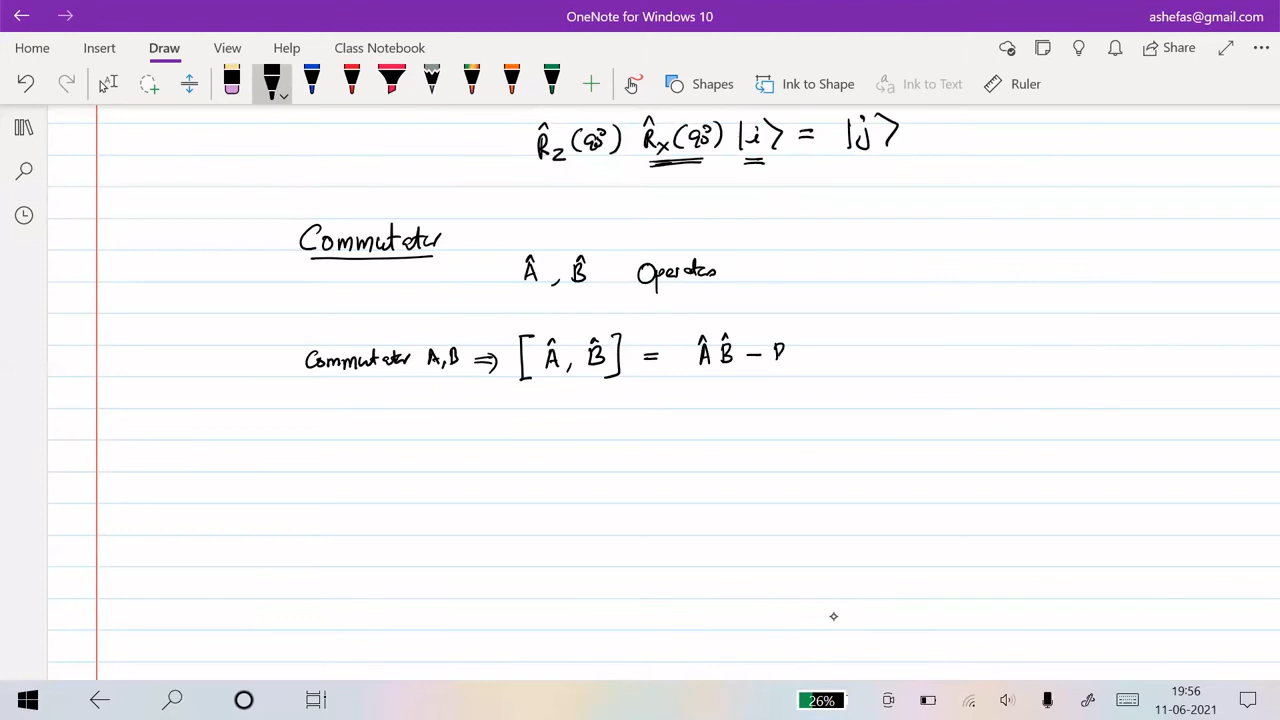 OneNote for Windows 10
ashefas@gmail.com
Home Insert Draw View Help Class Notebook Share
Shapes Ink to Shape Ink to Text Ruler
R̂z(90°) R̂x(90°) |i⟩ = |j⟩
Commutator
Â , B̂ Operators
Commutator A,B ⇒ [Â, B̂] = ÂB̂ −
26%
19:56
11-06-2021